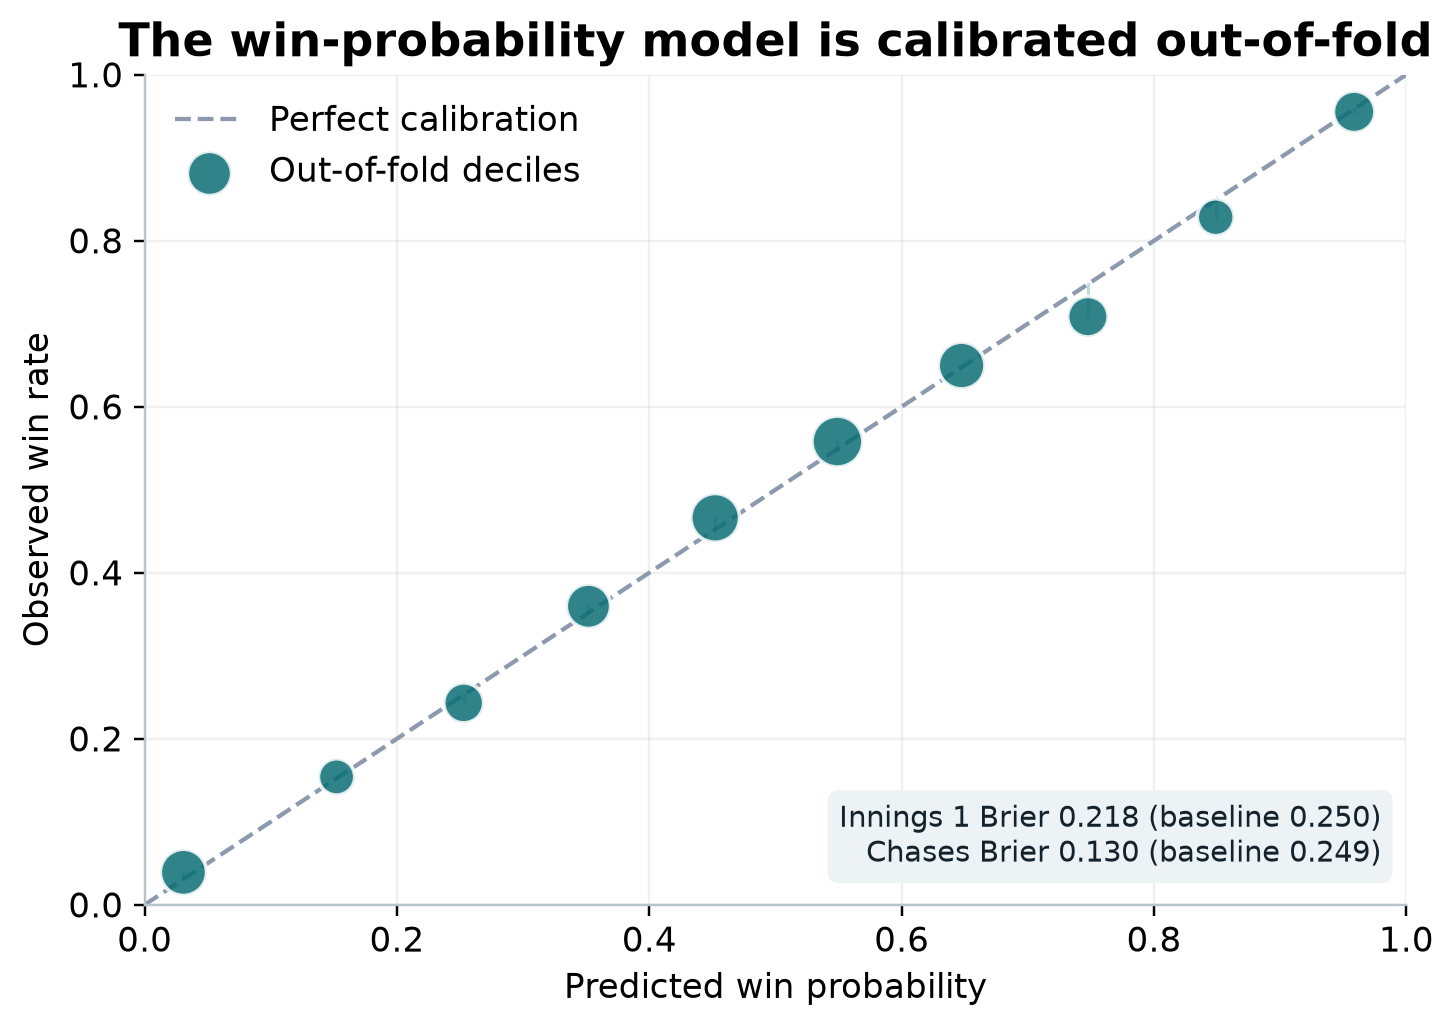 The win-probability model is calibrated out-of-fold
Perfect calibration
Out-of-fold deciles
1.0
0.8
0.6
0.4
0.2
0.0
Observed win rate
Innings 1 Brier 0.218 (baseline 0.250)
Chases Brier 0.130 (baseline 0.249)
0.0 0.2 0.4 0.6 0.8 1.0
Predicted win probability